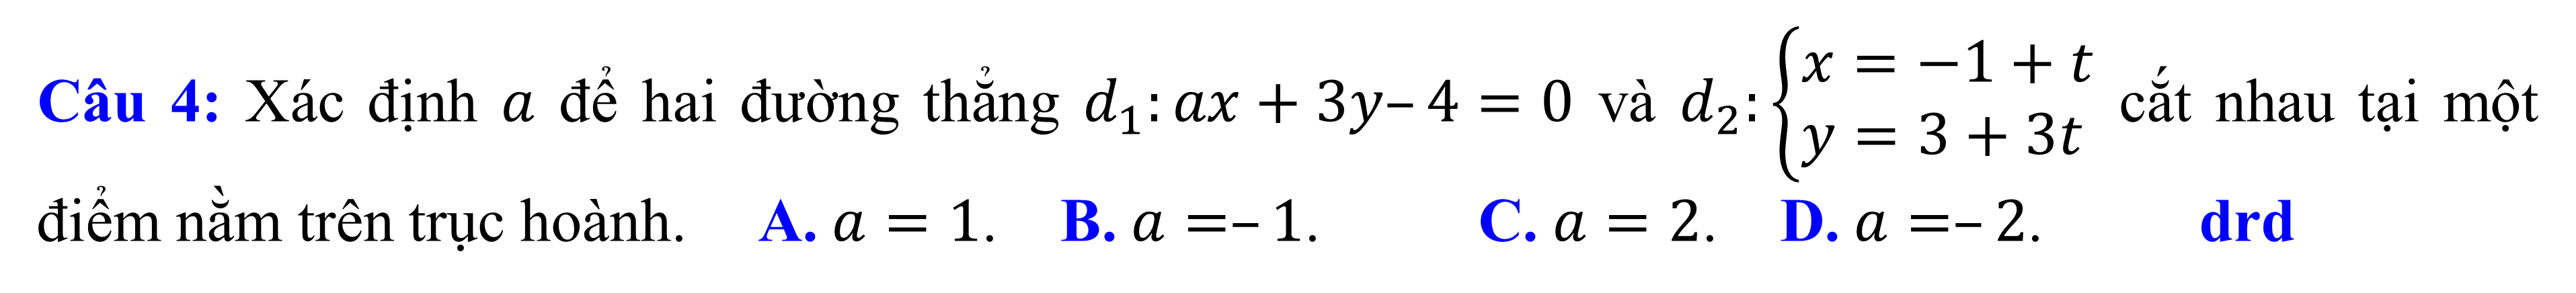 Câu 4: Xác định a để hai đường thẳng d₁: ax + 3y– 4 = 0 và d₂: {x = −1 + t y = 3 + 3t cắt nhau tại một
điểm nằm trên trục hoành. A. a = 1. B. a =– 1. C. a = 2. D. a =– 2. drd